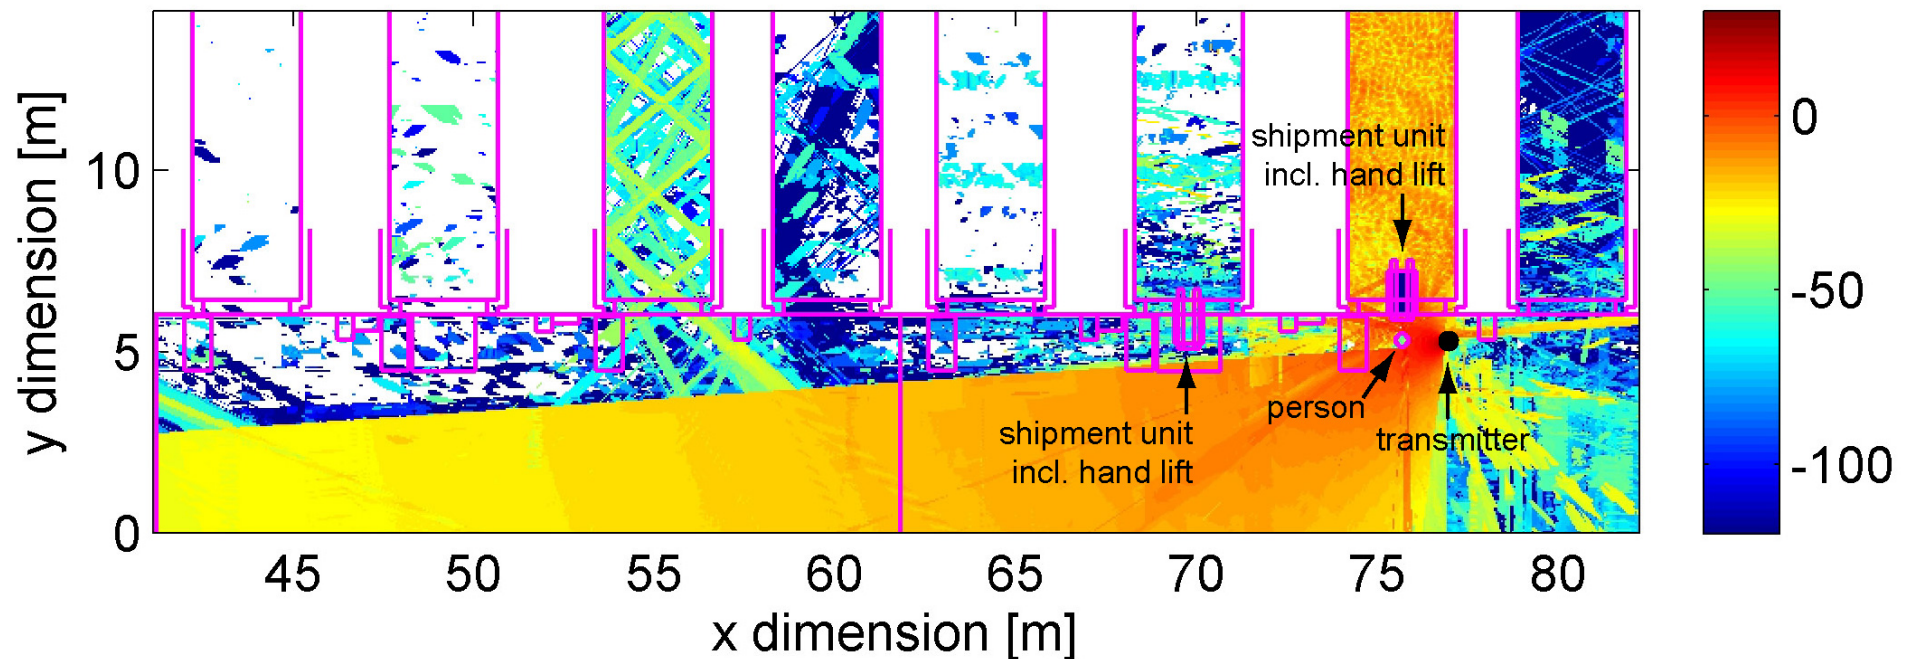 y dimension [m]
10
5
0
45
50
55
60
65
70
75
80
x dimension [m]
shipment unit
incl. hand lift
shipment unit
incl. hand lift
person
transmitter
0
-50
-100